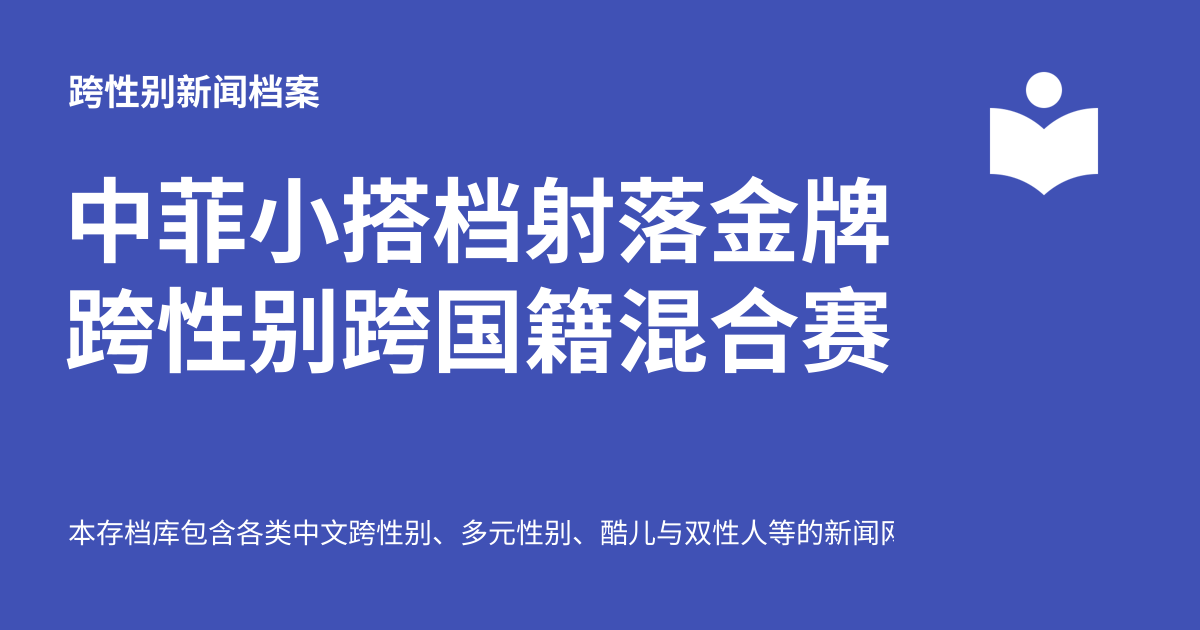 跨性别新闻档案
中菲小搭档射落金牌
跨性别跨国籍混合赛
本存档库包含各类中文跨性别、多元性别、酷儿与双性人等的新闻网